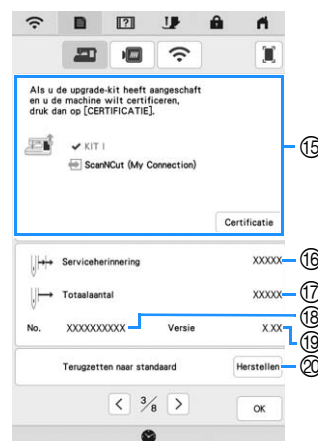 Als u de upgrade-kit heeft aangeschaft
en u de machine wilt certificeren,
druk dan op [CERTIFICATIE].
✔ KIT I
ScanNCut (My Connection)
⑮
Certificatie
Serviceherinnering XXXXX ⑯
Totaalaantal XXXXX ⑰
⑱
No. XXXXXXXXXX Versie X.XX
⑲
Terugzetten naar standaard Herstellen ⑳
< 3/8 > OK